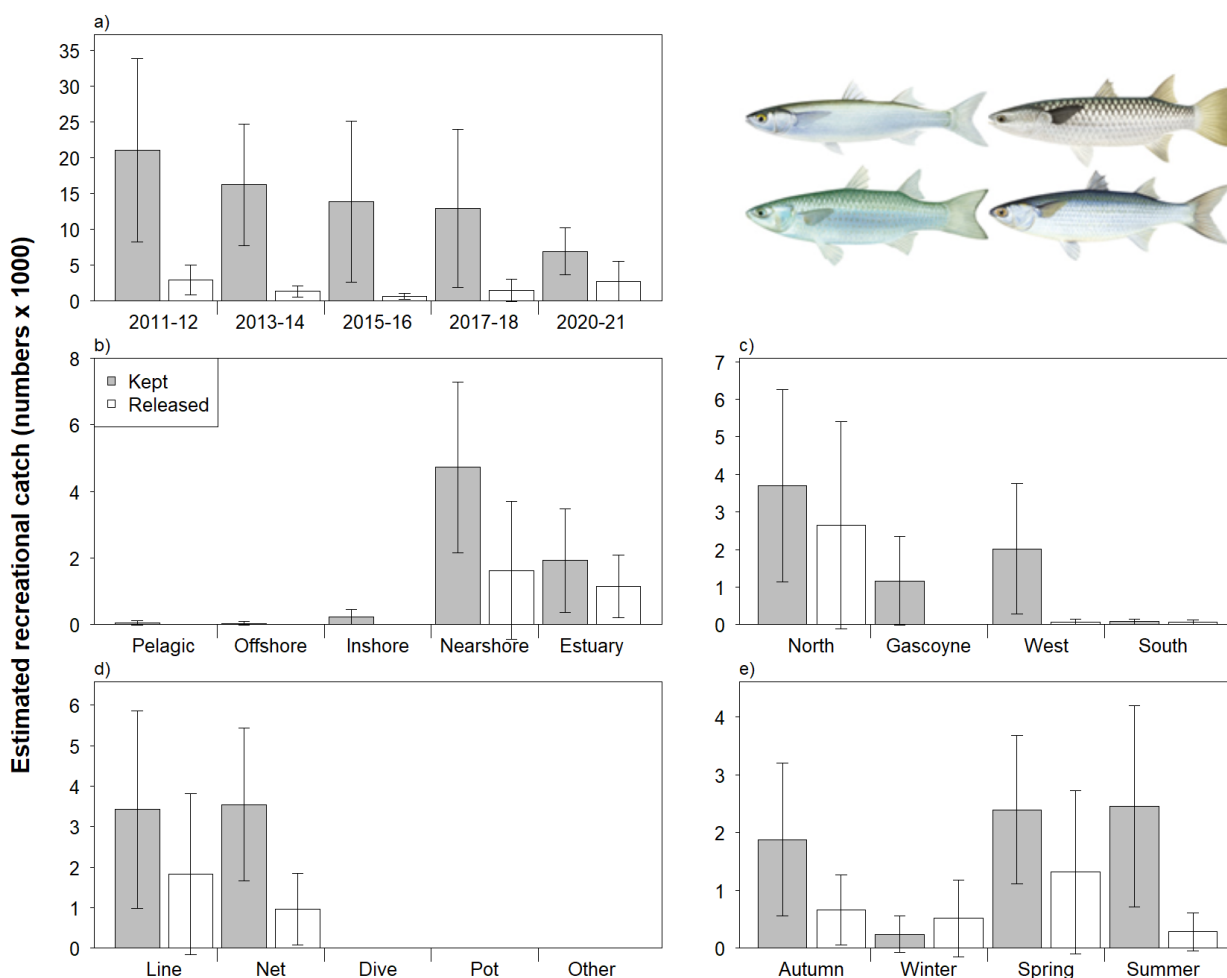 Estimated recreational catch (numbers x 1000)
a)
35
30
25
20
15
10
5
0
2011-12 2013-14 2015-16 2017-18 2020-21
b)
8
6
4
2
0
Kept
Released
Pelagic Offshore Inshore Nearshore Estuary
c)
7
6
5
4
3
2
1
0
North Gascoyne West South
d)
6
5
4
3
2
1
0
Line Net Dive Pot Other
e)
4
3
2
1
0
Autumn Winter Spring Summer